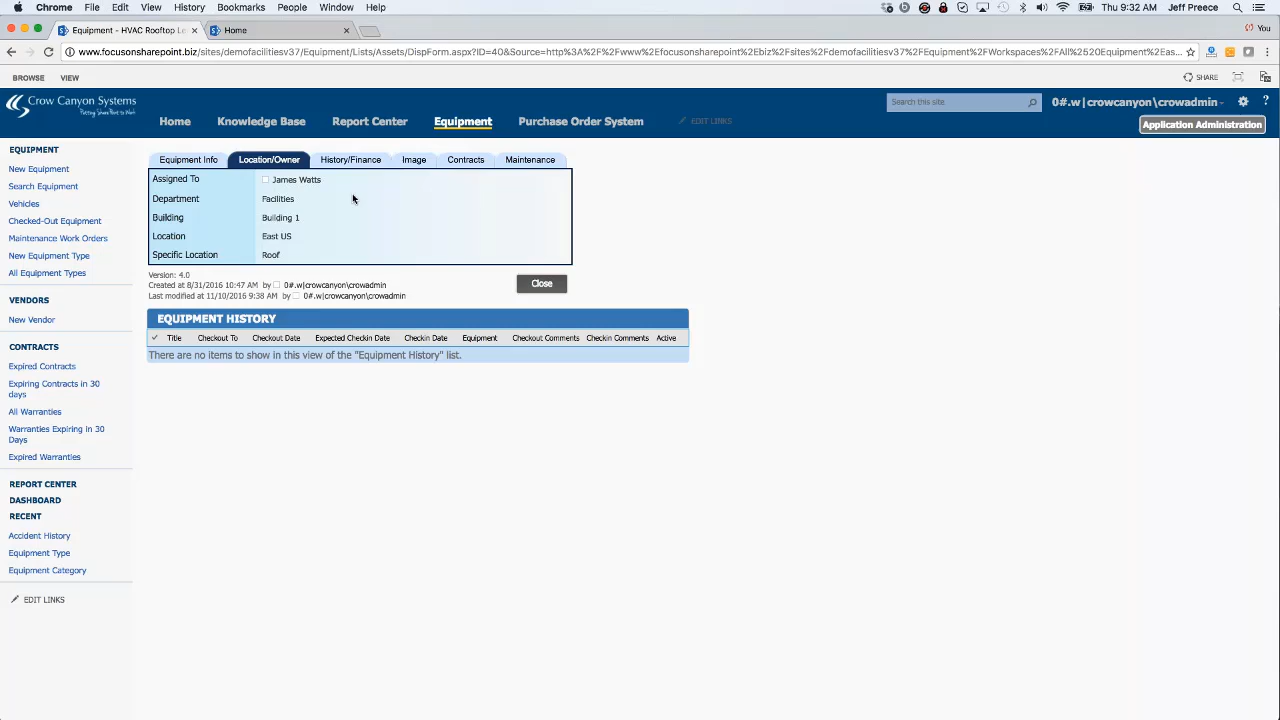 Chrome File Edit View History Bookmarks People Window Help Thu 9:32 AM Jeff Preece
Equipment - HVAC Rooftop Le Home You
www.focusonsharepoint.biz/sites/demofacilitiesv37/Equipment/Lists/Assets/DispForm.aspx?ID=40&Source=http%3A%2F%2Fwww%2Efocusonsharepoint%2Ebiz%2Fsites%2Fdemofacilitiesv37%2FEquipment%2FWorkspaces%2FAll%2520Equipment%2Eas...
BROWSE VIEW SHARE
Crow Canyon Systems
Putting SharePoint to Work!
Search this site
0#.w|crowcanyon\crowadmin
?
Home Knowledge Base Report Center Equipment Purchase Order System EDIT LINKS
Application Administration
EQUIPMENT
New Equipment
Search Equipment
Vehicles
Checked-Out Equipment
Maintenance Work Orders
New Equipment Type
All Equipment Types
VENDORS
New Vendor
CONTRACTS
Expired Contracts
Expiring Contracts in 30
days
All Warranties
Warranties Expiring in 30
Days
Expired Warranties
REPORT CENTER
DASHBOARD
RECENT
Accident History
Equipment Type
Equipment Category
EDIT LINKS
Equipment Info Location/Owner History/Finance Image Contracts Maintenance
Assigned To James Watts
Department Facilities
Building Building 1
Location East US
Specific Location Roof
Version: 4.0
Created at 8/31/2016 10:47 AM by 0#.w|crowcanyon\crowadmin
Last modified at 11/10/2016 9:38 AM by 0#.w|crowcanyon\crowadmin
Close
EQUIPMENT HISTORY
Title Checkout To Checkout Date Expected Checkin Date Checkin Date Equipment Checkout Comments Checkin Comments Active
There are no items to show in this view of the "Equipment History" list.